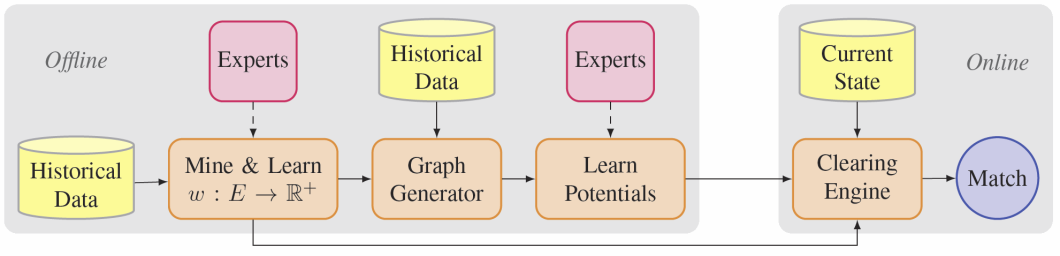 Offline
Experts
Historical
Data
Experts
Current
State
Online
Historical
Data
Mine & Learn
w : E → ℝ⁺
Graph
Generator
Learn
Potentials
Clearing
Engine
Match